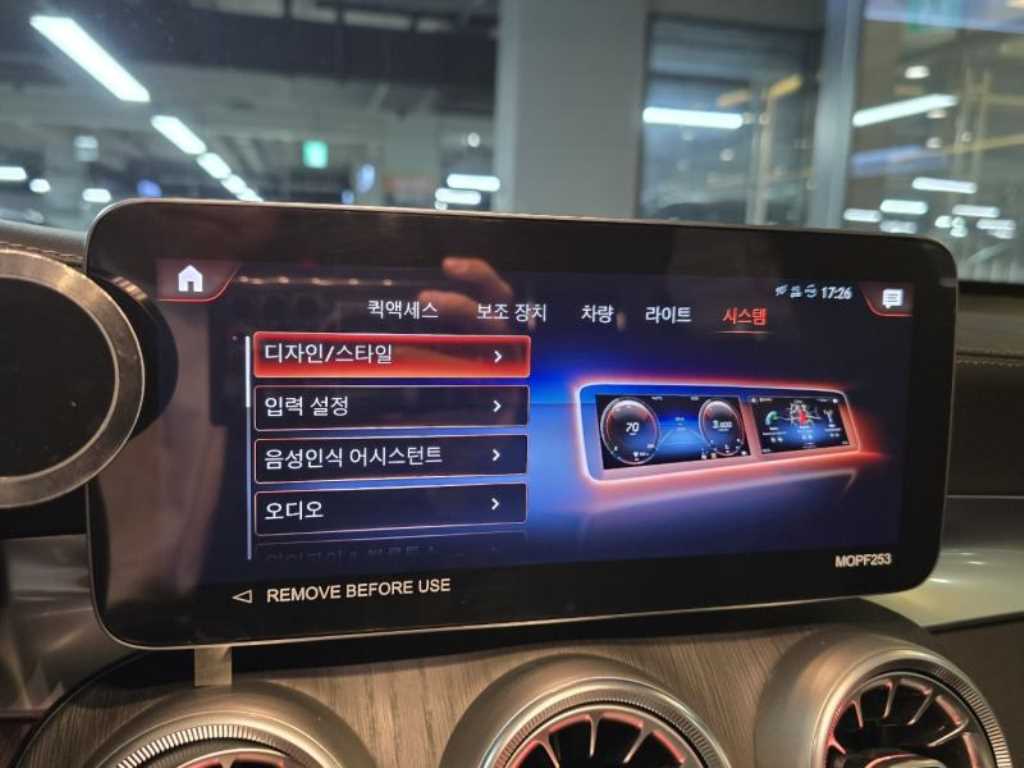 17:26
퀵액세스 보조 장치 차량 라이트 시스템
디자인/스타일
입력 설정
음성인식 어시스턴트
오디오
70
MOPF253
◁ REMOVE BEFORE USE